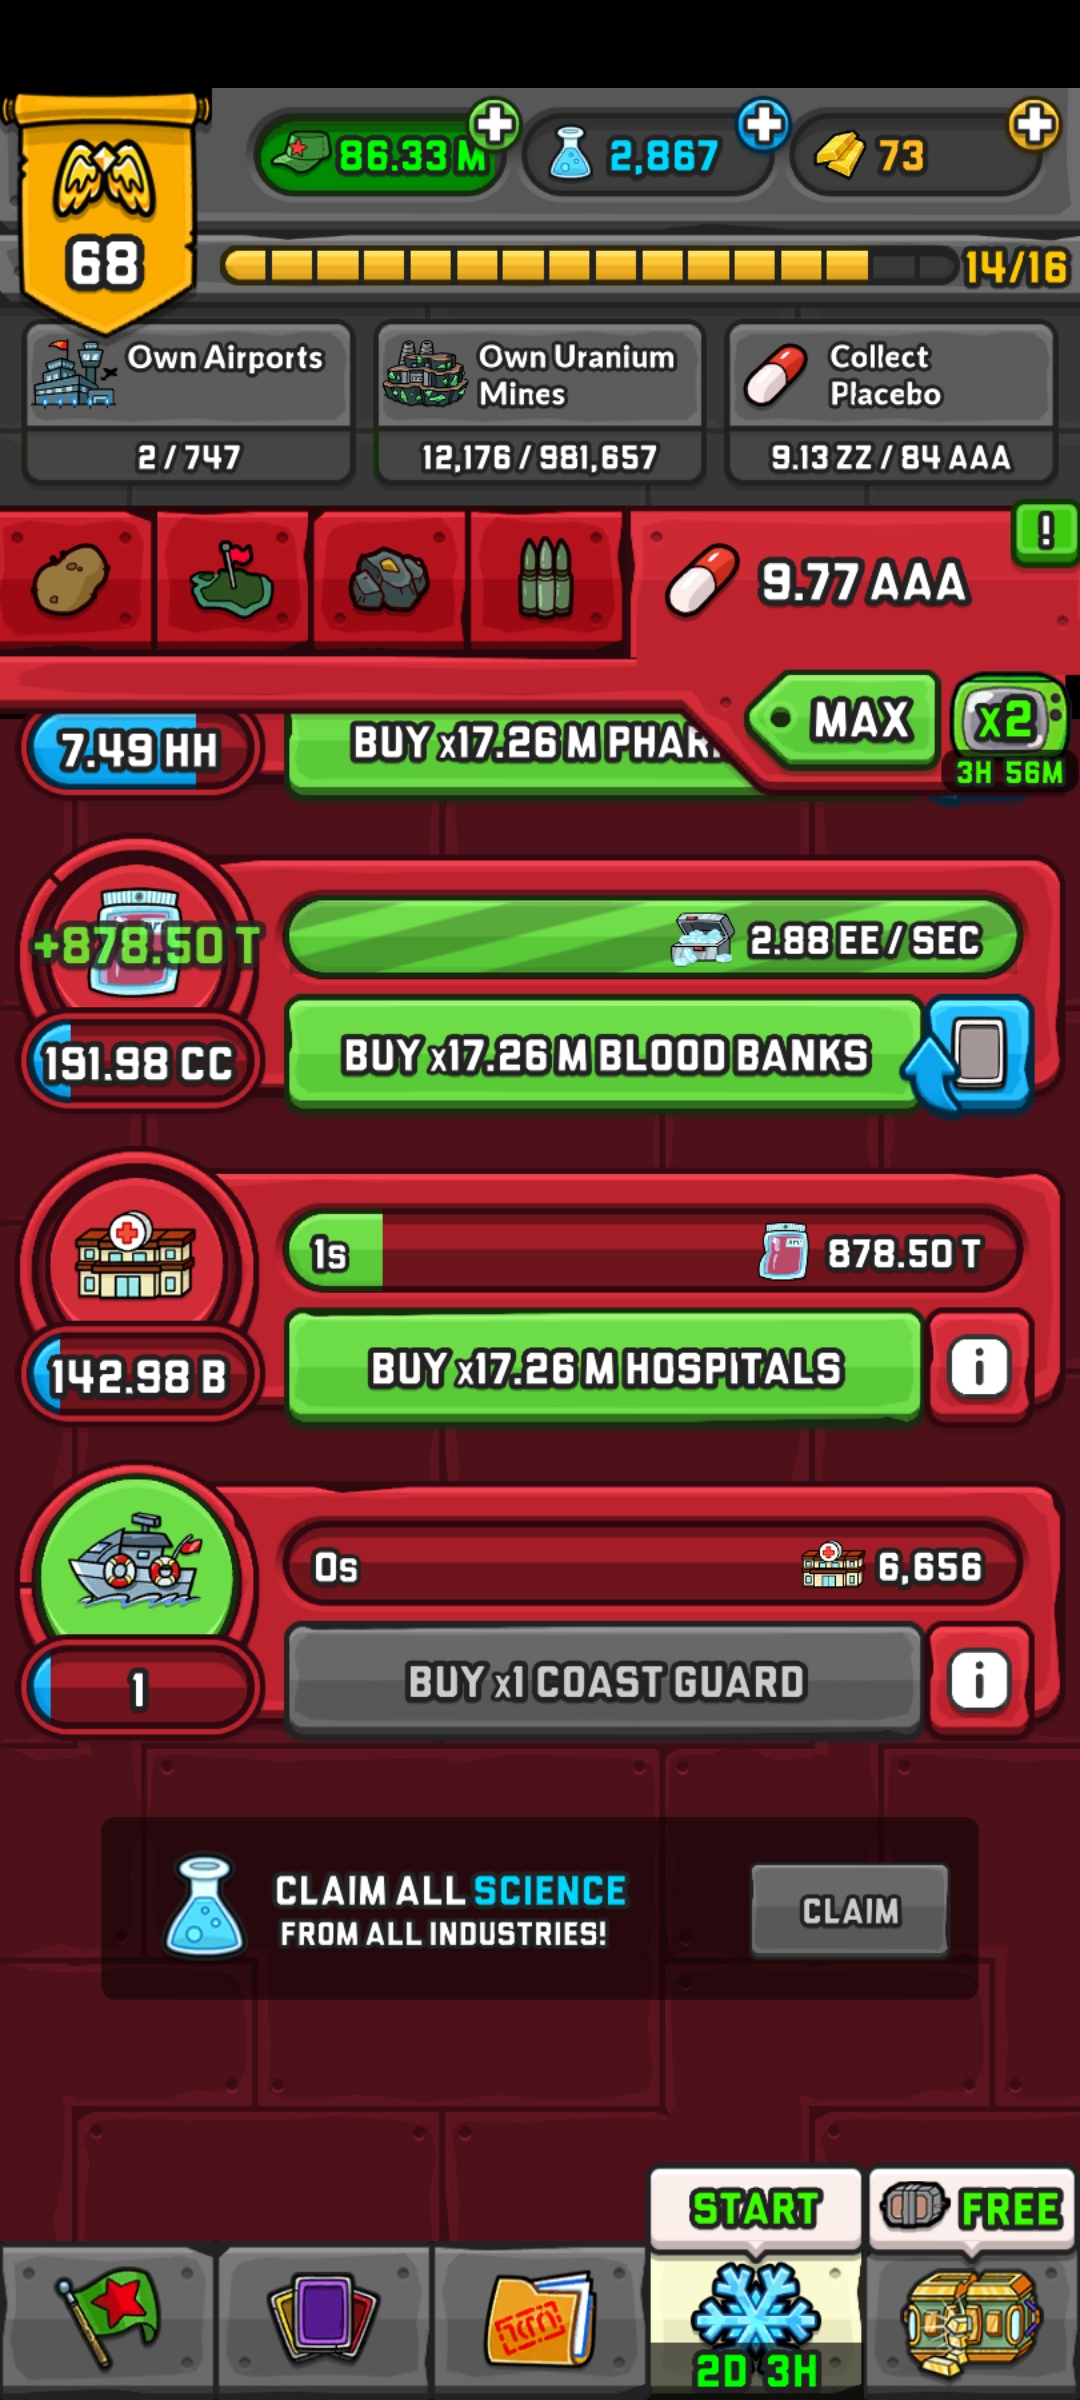 86.33 M
2,867
73
68
14/16
Own Airports
2 / 747
Own Uranium
Mines
12,176 / 981,657
Collect
Placebo
9.13 ZZ / 84 AAA
!
9.77 AAA
MAX
x2
3H 56M
7.49 HH
BUY x17.26 M
+878.50 T
2.88 EE / SEC
191.98 CC
BUY x17.26 M BLOOD BANKS
1s
878.50 T
142.98 B
BUY x17.26 M HOSPITALS
i
0s
6,656
1
BUY x1 COAST GUARD
i
CLAIM ALL SCIENCE
FROM ALL INDUSTRIES!
CLAIM
START
FREE
2D 3H